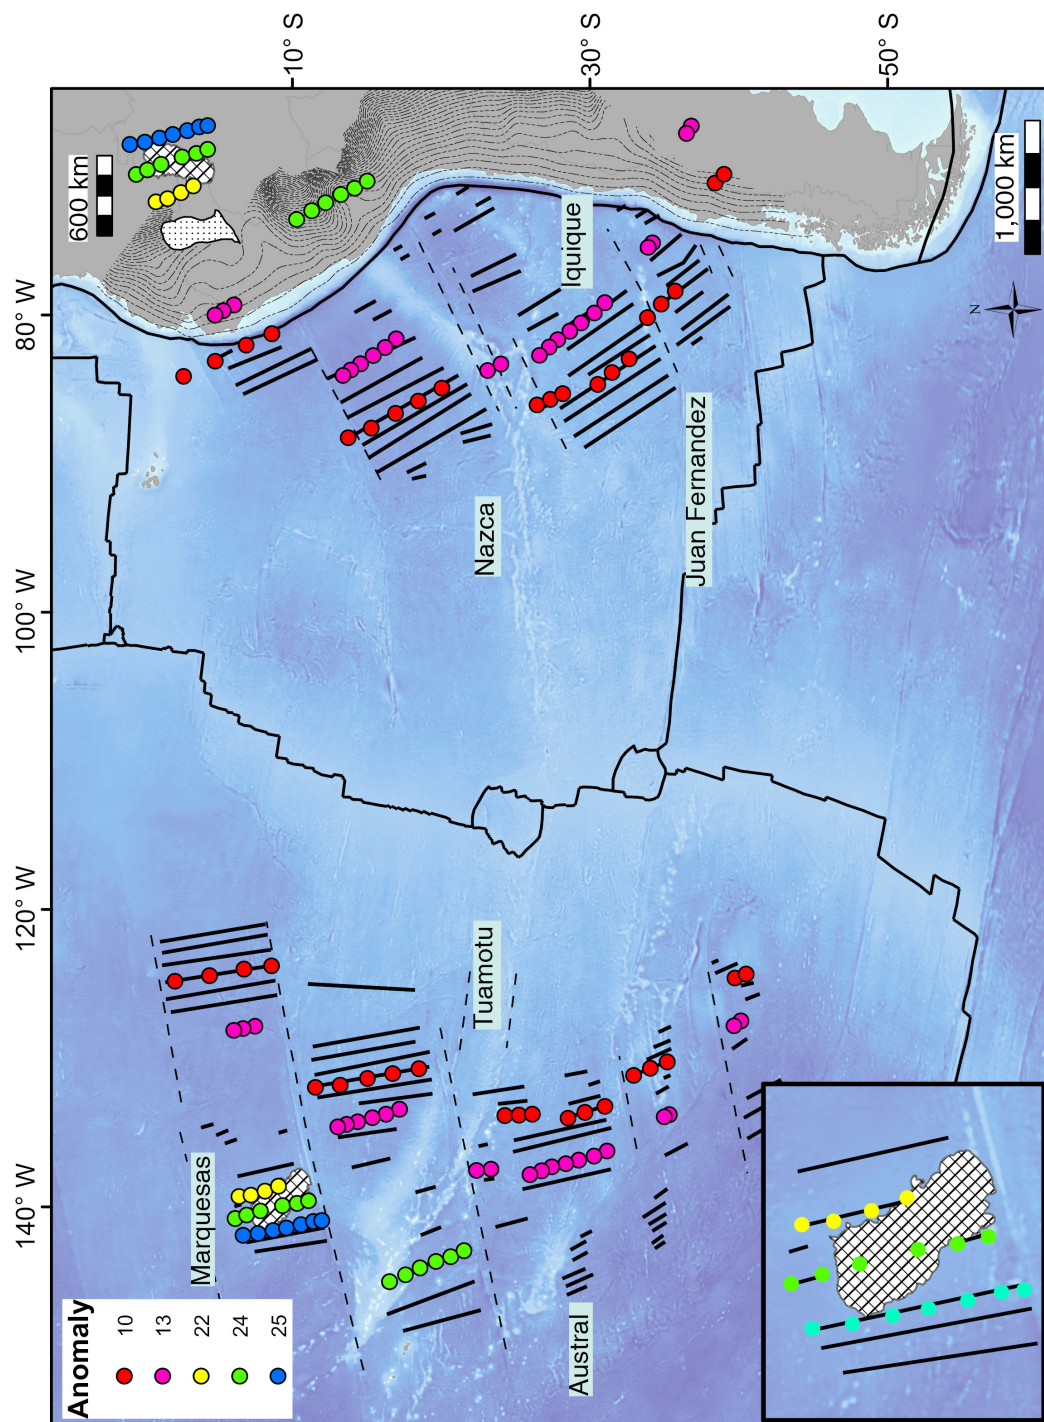 140° W
120° W
100° W
80° W
10° S
30° S
50° S
Anomaly
10
13
22
24
25
600 km
1,000 km
N
Marquesas
Austral
Tuamotu
Nazca
Iquique
Juan Fernandez